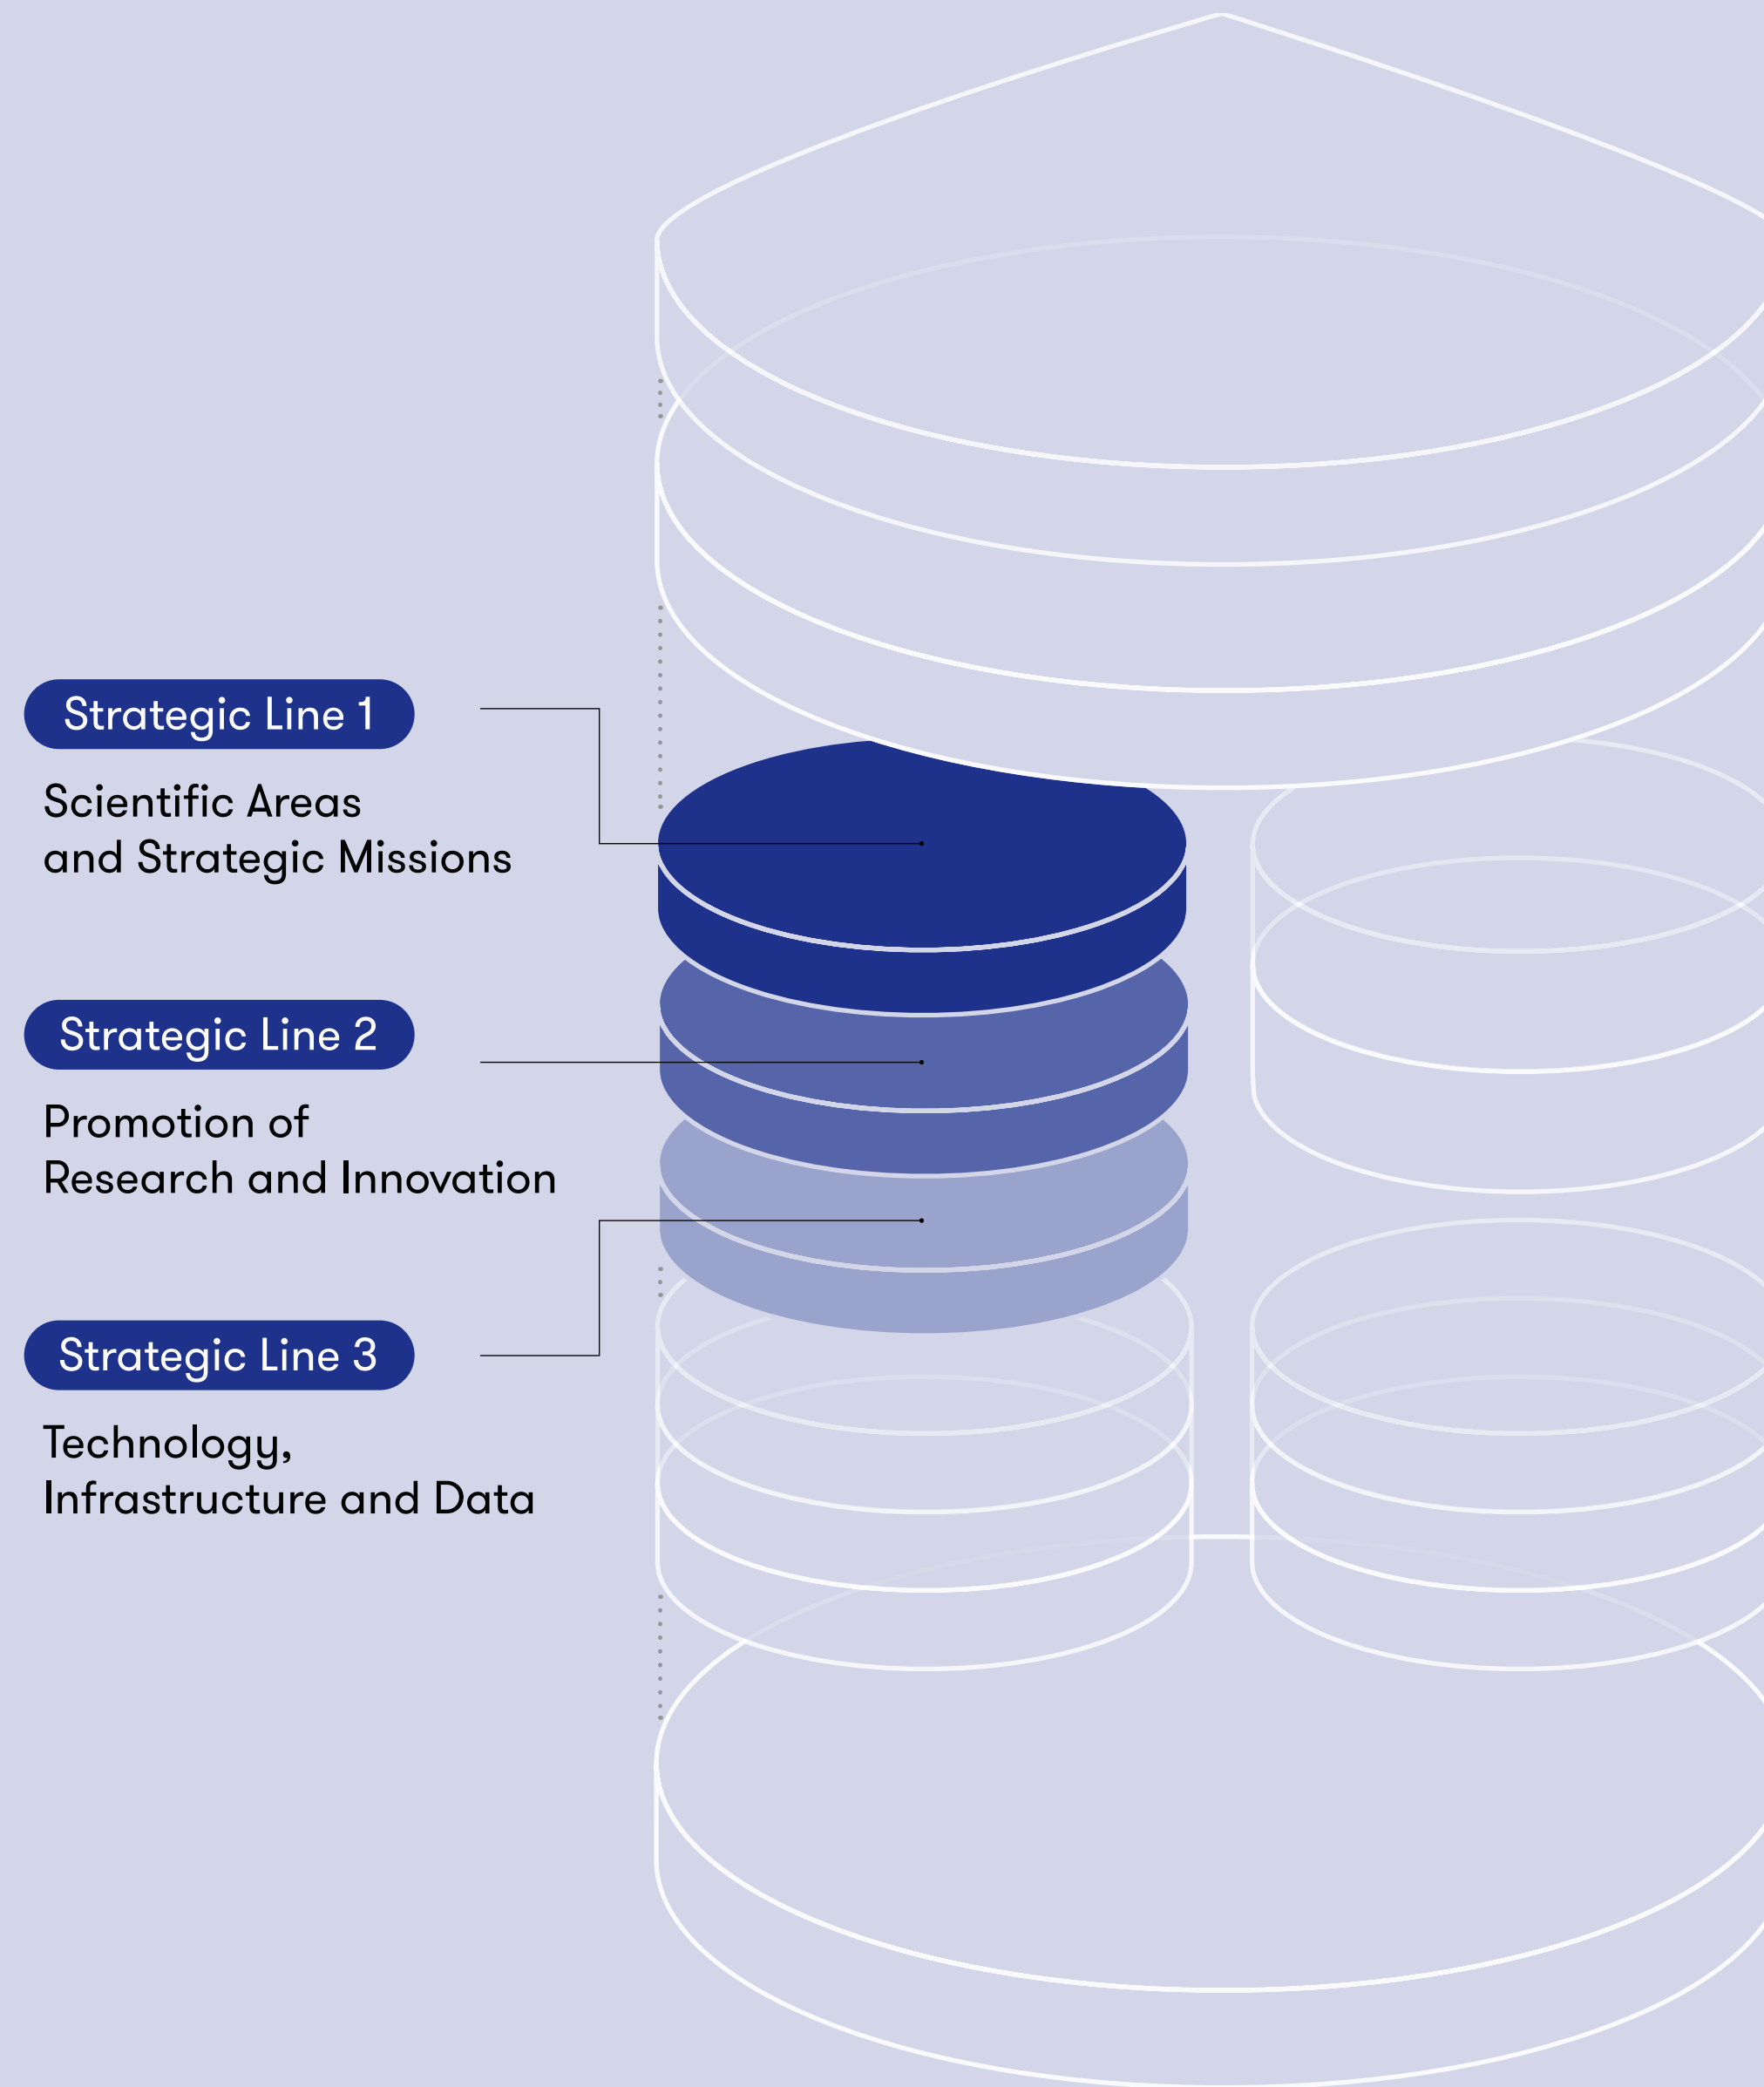 Strategic Line 1
Scientific Areas
and Strategic Missions
Strategic Line 2
Promotion of
Research and Innovation
Strategic Line 3
Technology,
Infrastructure and Data